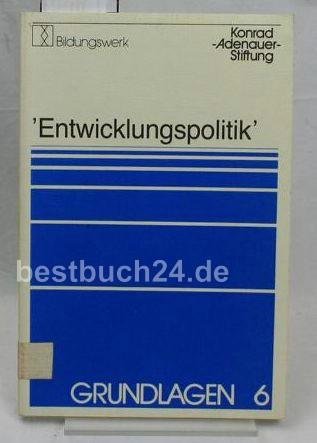 Bildungswerk
Konrad
-Adenauer-
Stiftung
'Entwicklungspolitik'
bestbuch24.de
GRUNDLAGEN 6